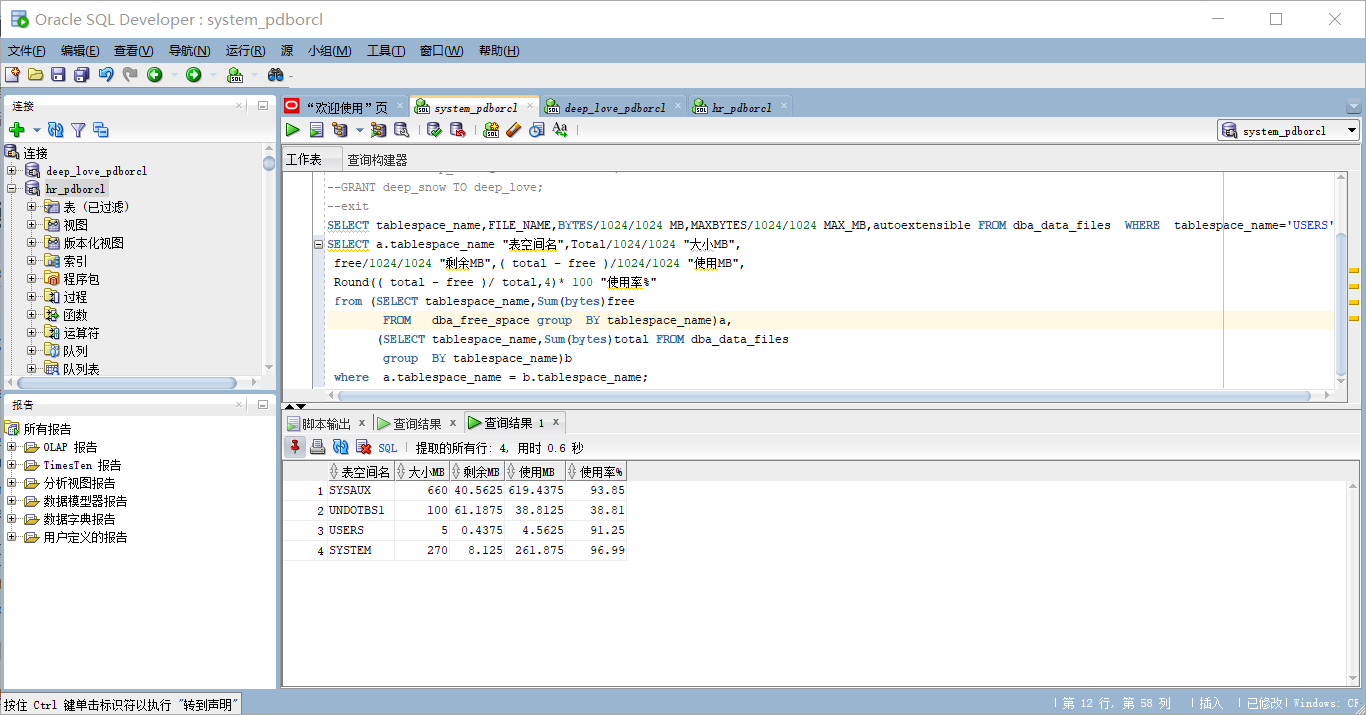 Oracle SQL Developer : system_pdborcl
文件(F) 编辑(E) 查看(V) 导航(N) 运行(R) 源 小组(M) 工具(T) 窗口(W) 帮助(H)
连接
连接
deep_love_pdborcl
hr_pdborcl
表 (已过滤)
视图
版本化视图
索引
程序包
过程
函数
运算符
队列
队列表
报告
所有报告
OLAP 报告
TimesTen 报告
分析视图报告
数据模型器报告
数据字典报告
用户定义的报告
“欢迎使用”页 system_pdborcl deep_love_pdborcl hr_pdborcl
system_pdborcl
工作表 查询构建器
--GRANT deep_snow TO deep_love;
--exit
SELECT tablespace_name,FILE_NAME,BYTES/1024/1024 MB,MAXBYTES/1024/1024 MAX_MB,autoextensible FROM dba_data_files WHERE tablespace_name='USERS'
SELECT a.tablespace_name "表空间名",Total/1024/1024 "大小MB",
free/1024/1024 "剩余MB",( total - free )/1024/1024 "使用MB",
Round(( total - free )/ total,4)* 100 "使用率%"
from (SELECT tablespace_name,Sum(bytes)free
FROM dba_free_space group BY tablespace_name)a,
(SELECT tablespace_name,Sum(bytes)total FROM dba_data_files
group BY tablespace_name)b
where a.tablespace_name = b.tablespace_name;
脚本输出 x 查询结果 x 查询结果 1 x
SQL 提取的所有行: 4, 用时 0.6 秒
表空间名 大小MB 剩余MB 使用MB 使用率%
1 SYSAUX 660 40.5625 619.4375 93.85
2 UNDOTBS1 100 61.1875 38.8125 38.81
3 USERS 5 0.4375 4.5625 91.25
4 SYSTEM 270 8.125 261.875 96.99
按住 Ctrl 键单击标识符以执行 "转到声明"
第 12 行, 第 58 列 | 插入 | 已修改 | Windows: CF